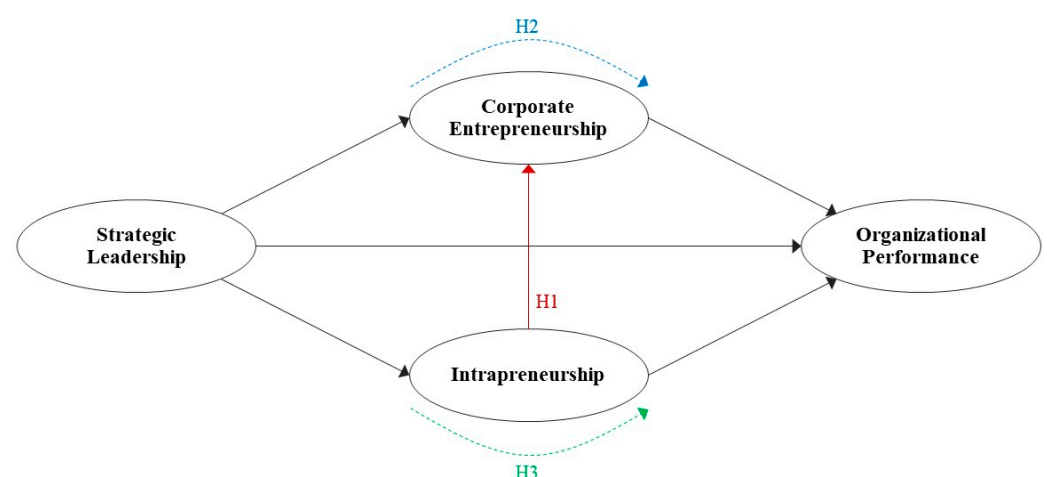 H2
Corporate
Entrepreneurship
Strategic
Leadership
Organizational
Performance
H1
Intrapreneurship
H3